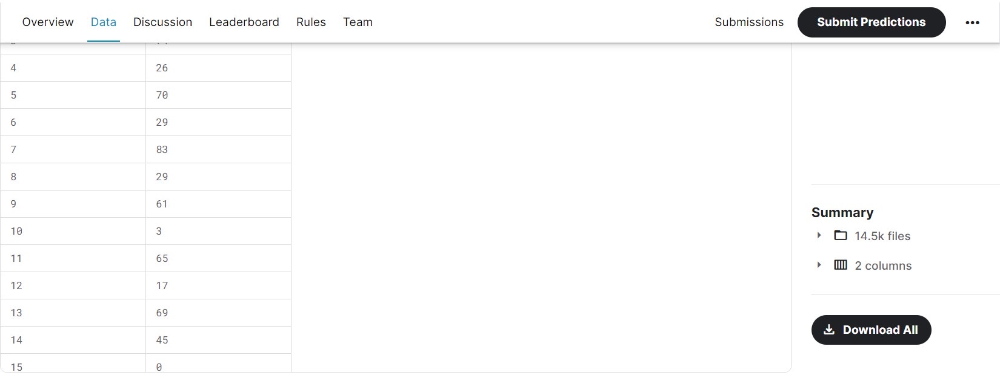 Overview Data Discussion Leaderboard Rules Team Submissions Submit Predictions
4 26
5 70
6 29
7 83
8 29
9 61
10 3
11 65
12 17
13 69
14 45
15 0
Summary
14.5k files
2 columns
Download All